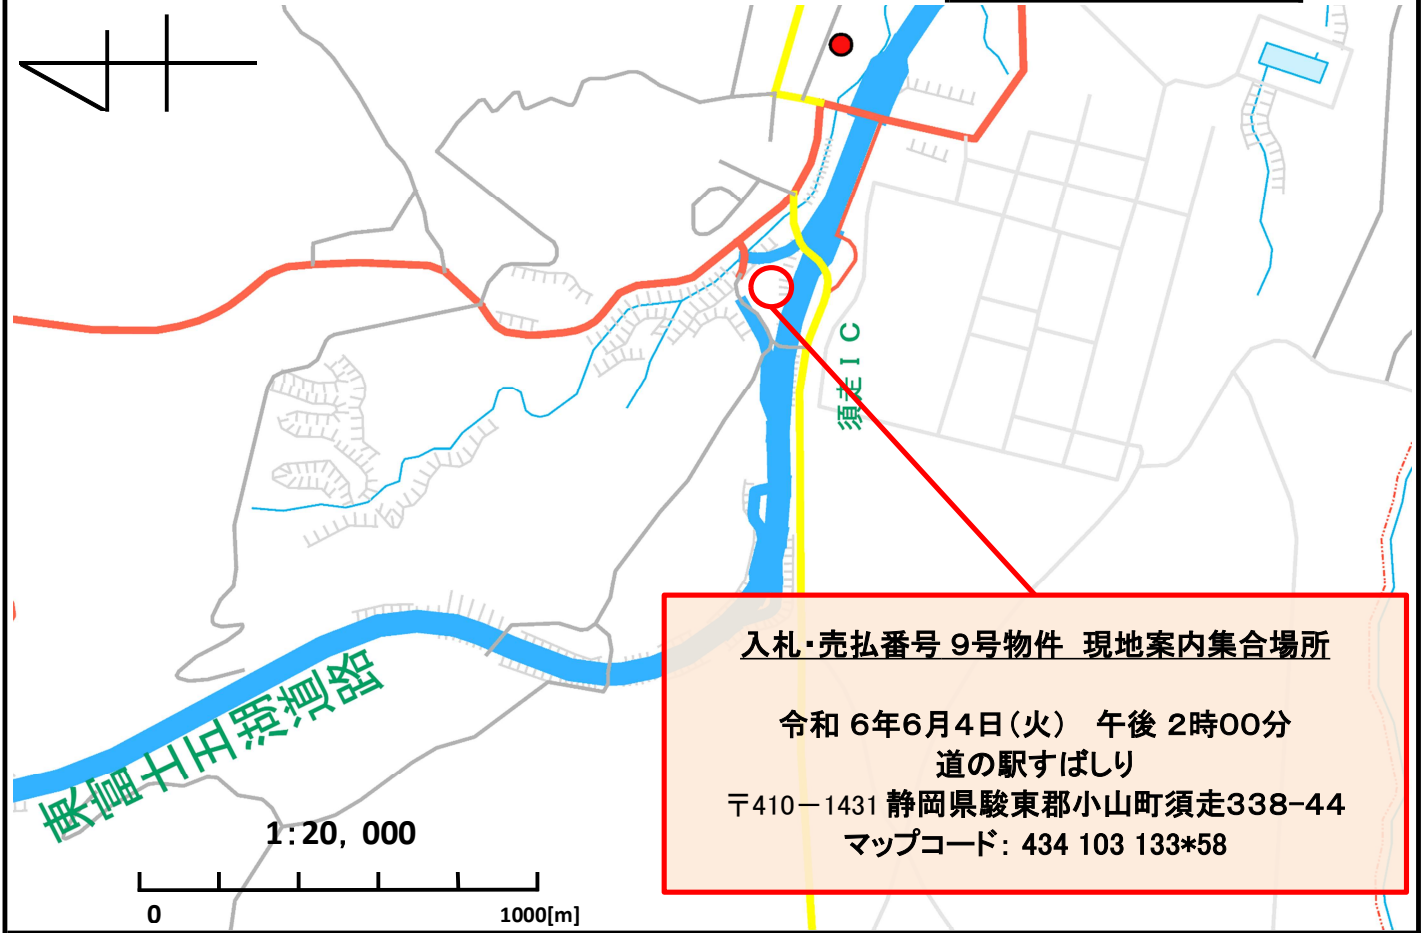 須走IC
入札・売払番号 9号物件 現地案内集合場所
令和 6年6月4日(火) 午後 2時00分
道の駅すばしり
〒410-1431 静岡県駿東郡小山町須走338-44
マップコード: 434 103 133*58
東富士五湖道路
1:20, 000
0 1000[m]